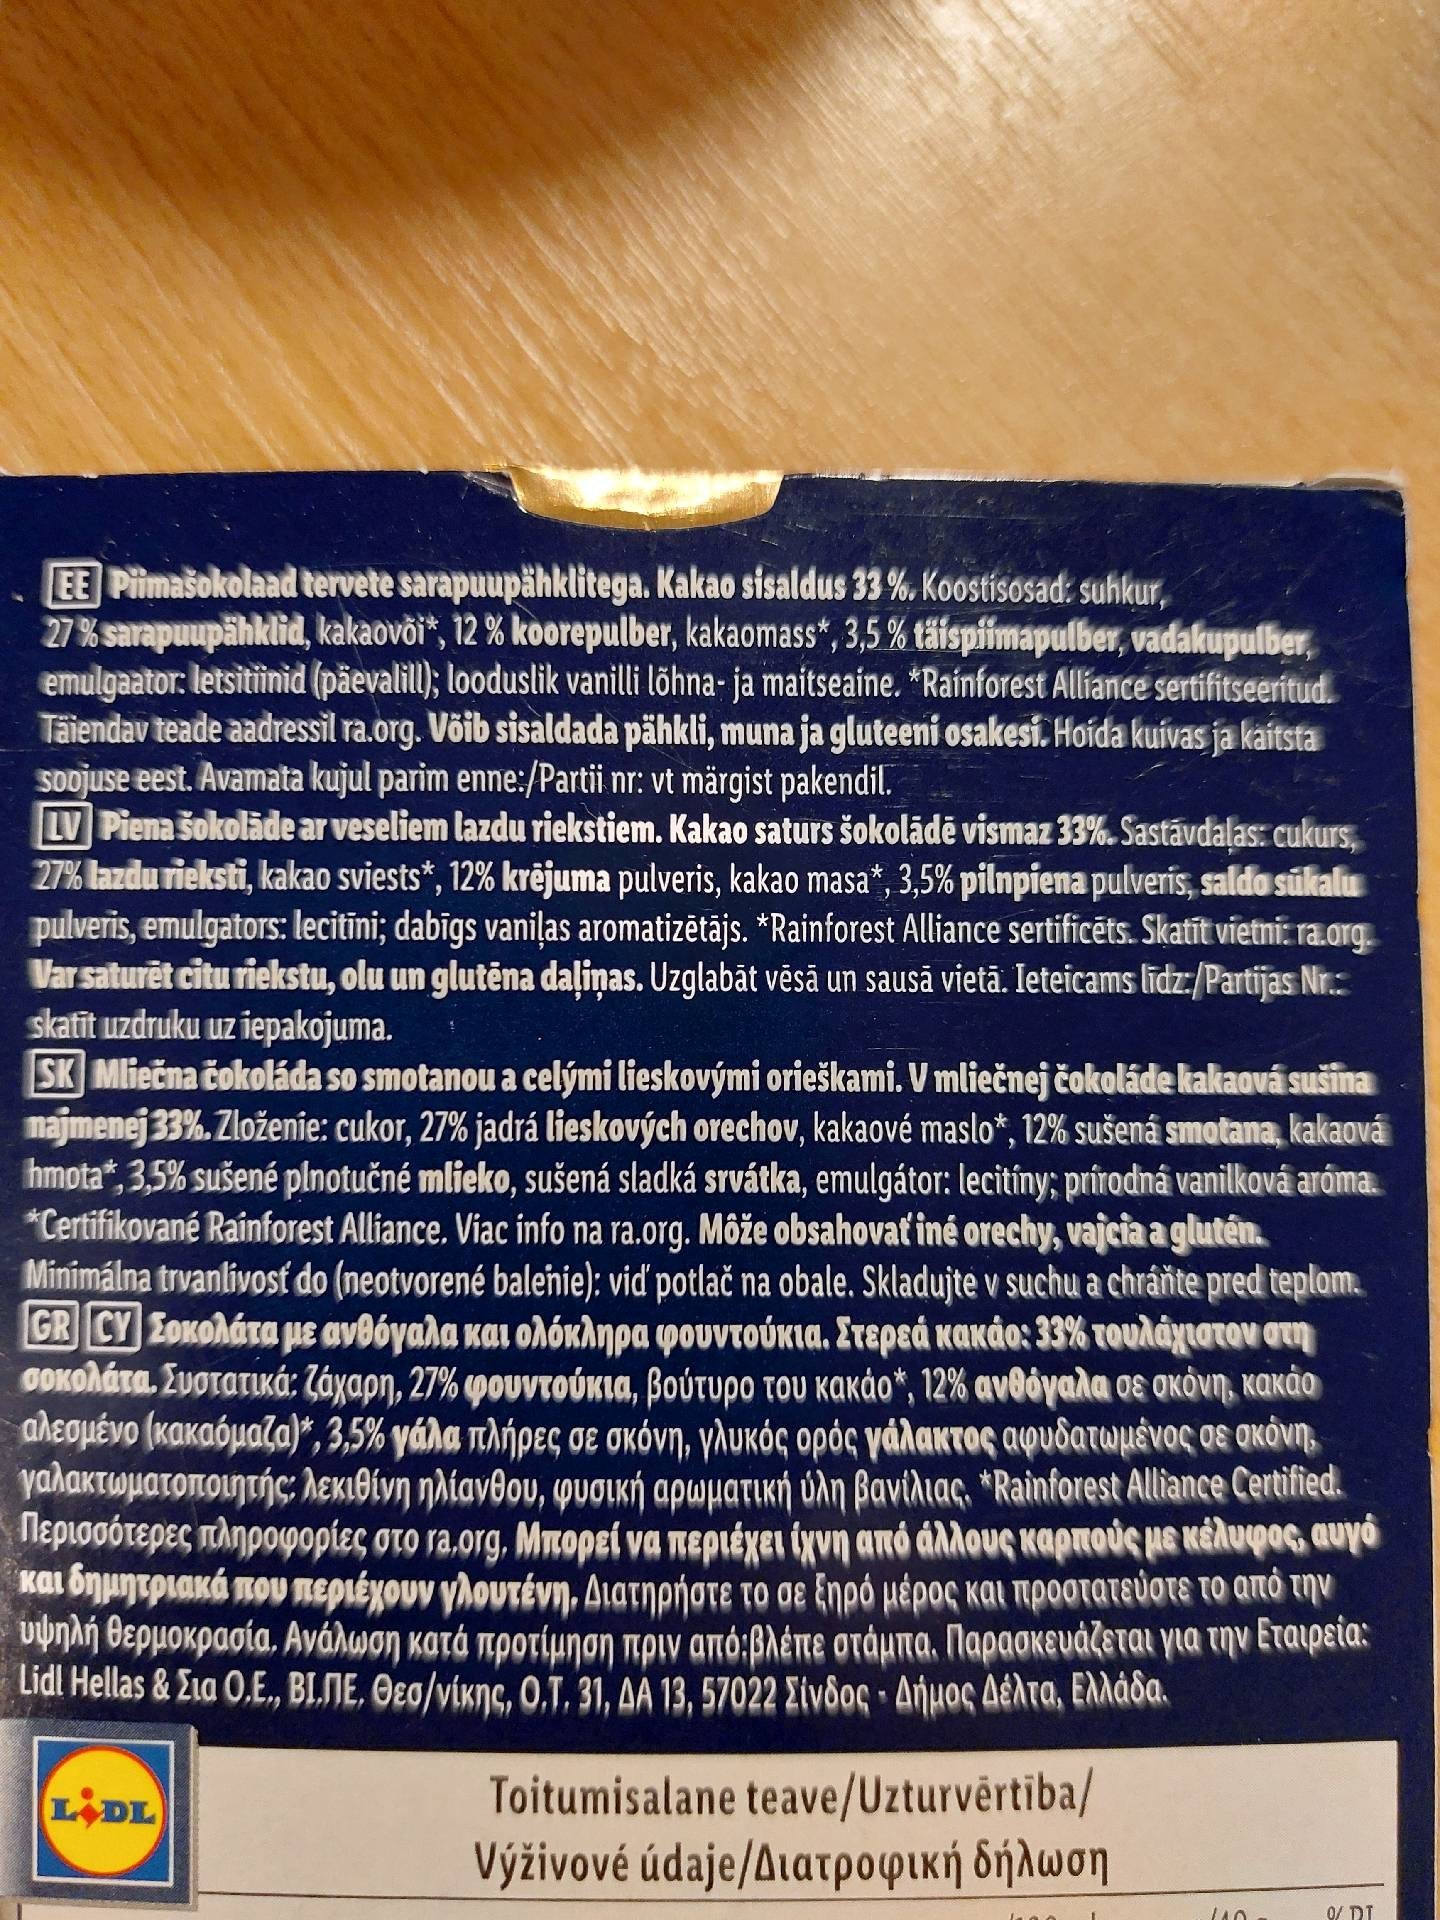 EE Piimašokolaad tervete sarapuupähklitega. Kakao sisaldus 33 %. Koostisosad: suhkur,
27 % sarapuupähklid, kakaovõi*, 12 % koorepulber, kakaomass*, 3,5 % täispiimapulber, vadakupulber,
emulgaator: letsitiinid (päevalill); looduslik vanilli lõhna- ja maitseaine. *Rainforest Alliance sertifitseeritud.
Täiendav teade aadressil ra.org. Võib sisaldada pähkli, muna ja gluteeni osakesi. Hoida kuivas ja kaitsta
soojuse eest. Avamata kujul parim enne:/Partii nr: vt märgist pakendil.
LV Piena šokolāde ar veseliem lazdu riekstiem. Kakao saturs šokolādē vismaz 33%. Sastāvdaļas: cukurs,
27% lazdu rieksti, kakao sviests*, 12% krējuma pulveris, kakao masa*, 3,5% pilnpiena pulveris, saldo sūkalu
pulveris, emulgators: lecitīni; dabīgs vaniļas aromatizētājs. *Rainforest Alliance sertificēts. Skatīt vietni: ra.org.
Var saturēt citu riekstu, olu un glutēna daļiņas. Uzglabāt vēsā un sausā vietā. Ieteicams līdz:/Partijas Nr.:
skatīt uzdruku uz iepakojuma.
SK Mliečna čokoláda so smotanou a celými lieskovými orieškami. V mliečnej čokoláde kakaová sušina
najmenej 33%. Zloženie: cukor, 27% jadrá lieskových orechov, kakaové maslo*, 12% sušená smotana, kakaová
hmota*, 3,5% sušené plnotučné mlieko, sušená sladká srvátka, emulgátor: lecitíny; prírodná vanilková aróma.
*Certifikované Rainforest Alliance. Viac info na ra.org. Môže obsahovať iné orechy, vajcia a glutén.
Minimálna trvanlivosť do (neotvorené balenie): viď potlač na obale. Skladujte v suchu a chráňte pred teplom.
GR CY Σοκολάτα με ανθόγαλα και ολόκληρα φουντούκια. Στερεά κακάο: 33% τουλάχιστον στη
σοκολάτα. Συστατικά: ζάχαρη, 27% φουντούκια, βούτυρο του κακάο*, 12% ανθόγαλα σε σκόνη, κακάο
αλεσμένο (κακαόμαζα)*, 3,5% γάλα πλήρες σε σκόνη, γλυκός ορός γάλακτος αφυδατωμένος σε σκόνη,
γαλακτωματοποιητής: λεκιθίνη ηλίανθου, φυσική αρωματική ύλη βανίλιας. *Rainforest Alliance Certified.
Περισσότερες πληροφορίες στο ra.org. Μπορεί να περιέχει ίχνη από άλλους καρπούς με κέλυφος, αυγό
και δημητριακά που περιέχουν γλουτένη. Διατηρήστε το σε ξηρό μέρος και προστατεύστε το από την
υψηλή θερμοκρασία. Ανάλωση κατά προτίμηση πριν από:βλέπε στάμπα. Παρασκευάζεται για την Εταιρεία:
Lidl Hellas & Σια Ο.Ε., ΒΙ.ΠΕ. Θεσ/νίκης, Ο.Τ. 31, ΔΑ 13, 57022 Σίνδος - Δήμος Δέλτα, Ελλάδα.
LIDL
Toitumisalane teave/Uzturvērtība/
Výživové údaje/Διατροφική δήλωση